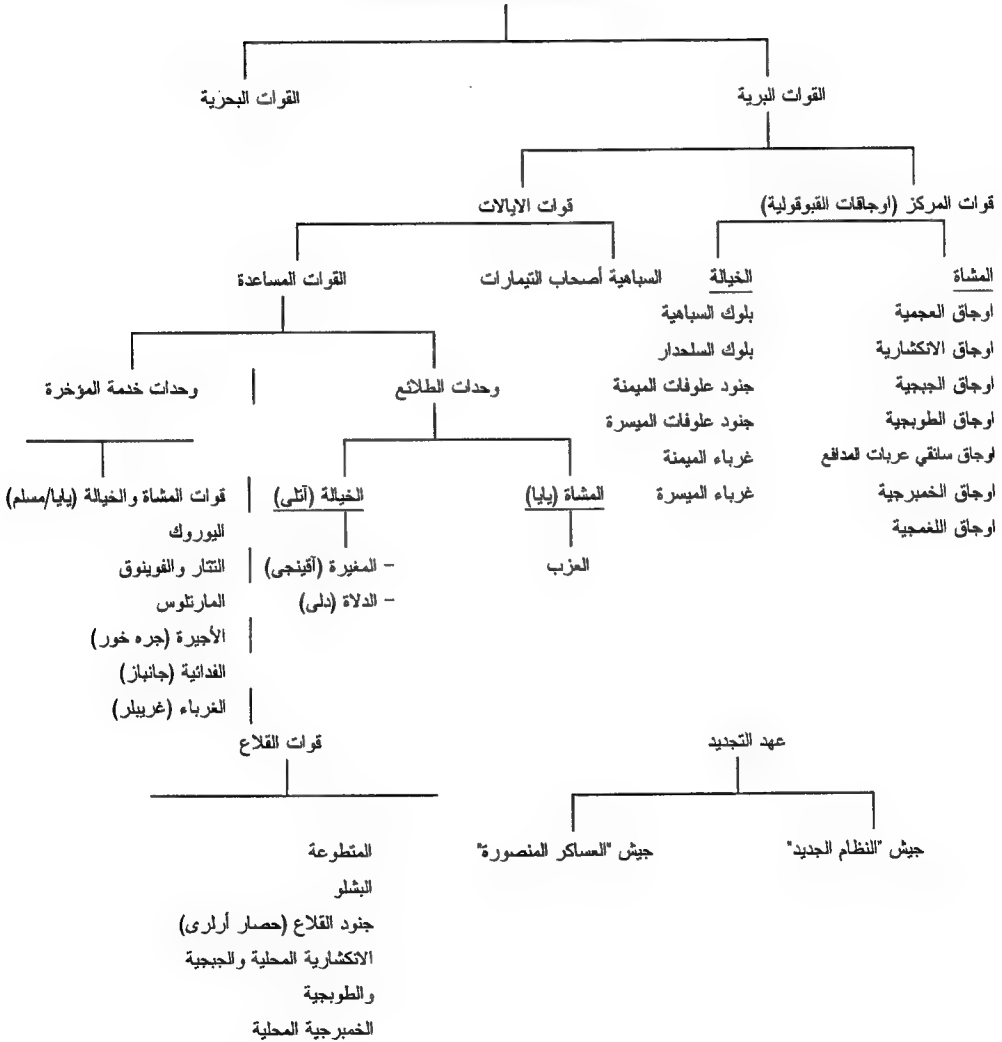 القوات البرية
القوات البحزية
قوات المركز (اوجاقات القبوقولية)
قوات الايالات
المشاة
اوجاق العجمية
اوجاق الانكشارية
اوجاق الجبجية
اوجاق الطوبجية
اوجاق سائقي عربات المدافع
اوجاق الخمبرجية
اوجاق اللغمجية
الخيالة
بلوك السباهية
بلوك السلحدار
جنود علوفات الميمنة
جنود علوفات الميسرة
غرباء الميمنة
غرباء الميسرة
السباهية أصحاب التيمارات
القوات المساعدة
وحدات الطلائع
وحدات خدمة المؤخرة
المشاة (يايا)
العزب
الخيالة (آتلى)
- المغيرة (آقينجى)
- الدلاة (دلى)
قوات المشاة والخيالة (يايا/مسلم)
اليوروك
التتار والفوينوق
المارتلوس
الأجيرة (جره خور)
الفدائية (جانباز)
الغرباء (غريبلر)
عهد التجديد
جيش "النظام الجديد"
جيش "العساكر المنصورة"
قوات القلاع
المتطوعة
البشلو
جنود القلاع (حصار أرلرى)
الانكشارية المحلية والجبجية
والطوبجية
الخمبرجية المحلية